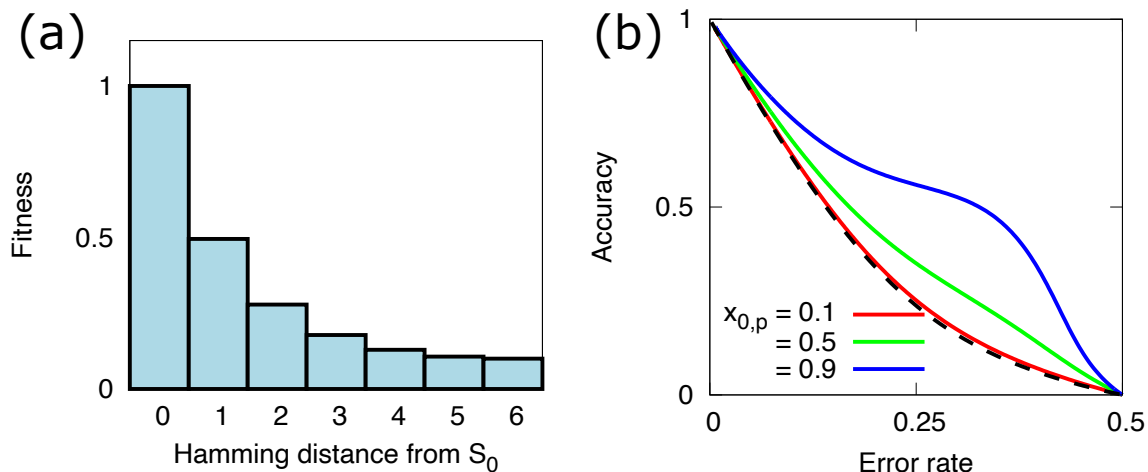 (a)
Fitness
1
0.5
0
0 1 2 3 4 5 6
Hamming distance from S0
(b)
Accuracy
1
0.5
0
x0,p = 0.1
= 0.5
= 0.9
0 0.25 0.5
Error rate